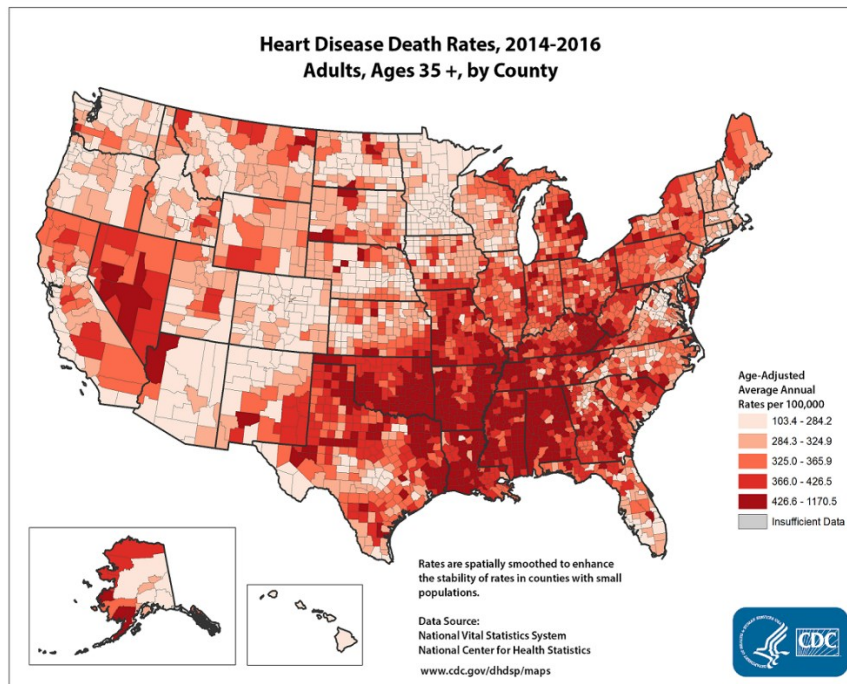 Heart Disease Death Rates, 2014-2016
Adults, Ages 35 +, by County
Age-Adjusted
Average Annual
Rates per 100,000
103.4 - 284.2
284.3 - 324.9
325.0 - 365.9
366.0 - 426.5
426.6 - 1170.5
Insufficient Data
Rates are spatially smoothed to enhance
the stability of rates in counties with small
populations.
Data Source:
National Vital Statistics System
National Center for Health Statistics
www.cdc.gov/dhdsp/maps
CDC